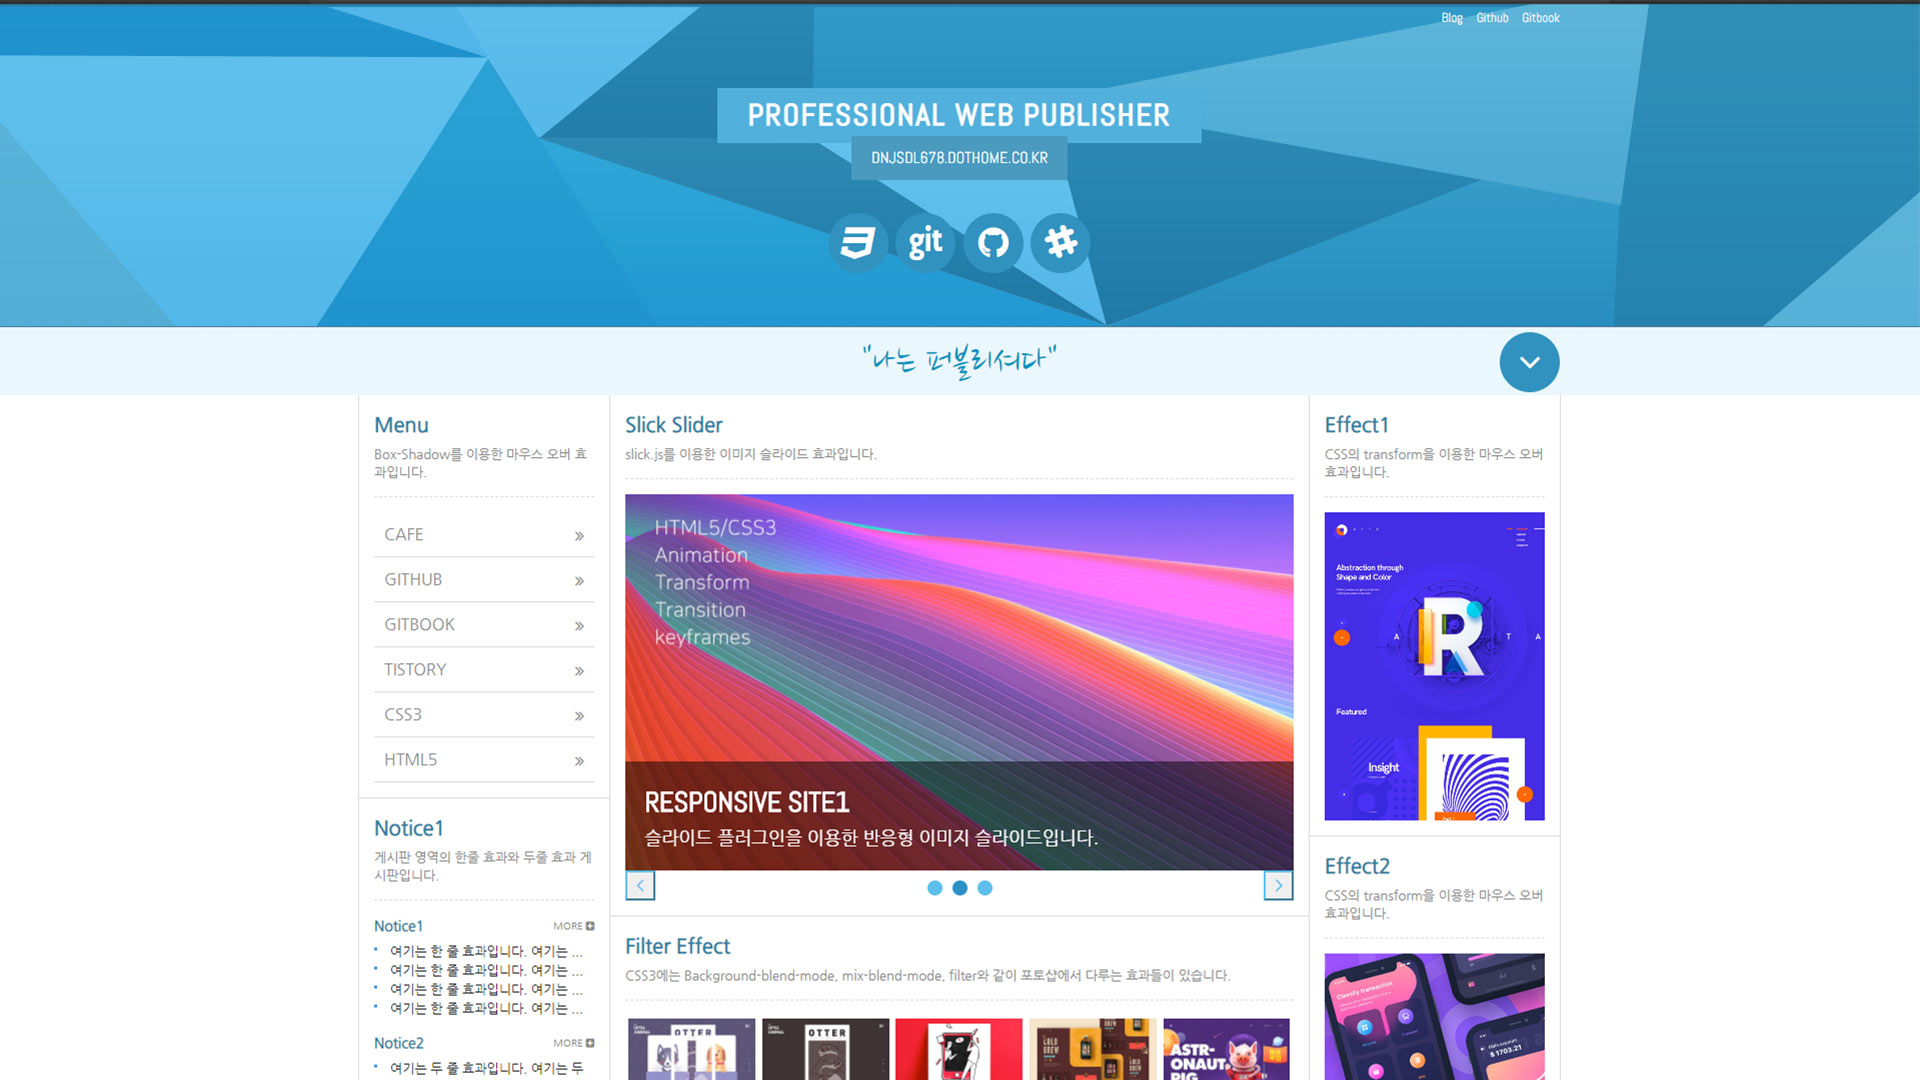 Blog Github Gitbook
PROFESSIONAL WEB PUBLISHER
DNJSDL678.DOTHOME.CO.KR
git
"나는 퍼블리셔다"
Menu
Box-Shadow를 이용한 마우스 오버 효
과입니다.
CAFE
GITHUB
GITBOOK
TISTORY
CSS3
HTML5
Notice1
게시판 영역의 한줄 효과와 두줄 효과 게
시판입니다.
Notice1 MORE
여기는 한 줄 효과입니다. 여기는 ...
여기는 한 줄 효과입니다. 여기는 ...
여기는 한 줄 효과입니다. 여기는 ...
여기는 한 줄 효과입니다. 여기는 ...
Notice2 MORE
여기는 두 줄 효과입니다. 여기는 두
Slick Slider
slick.js를 이용한 이미지 슬라이드 효과입니다.
HTML5/CSS3
Animation
Transform
Transition
keyframes
RESPONSIVE SITE1
슬라이드 플러그인을 이용한 반응형 이미지 슬라이드입니다.
Filter Effect
CSS3에는 Background-blend-mode, mix-blend-mode, filter와 같이 포토샵에서 다루는 효과들이 있습니다.
OTTER
OTTER
COLD
BREW
ASTR-
ONAUT.
PIG
Effect1
CSS의 transform을 이용한 마우스 오버
효과입니다.
Abstraction through
Shape and Color
A R T A
Featured
Insight
Effect2
CSS의 transform을 이용한 마우스 오버
효과입니다.
Classify transaction
$ 1703.21